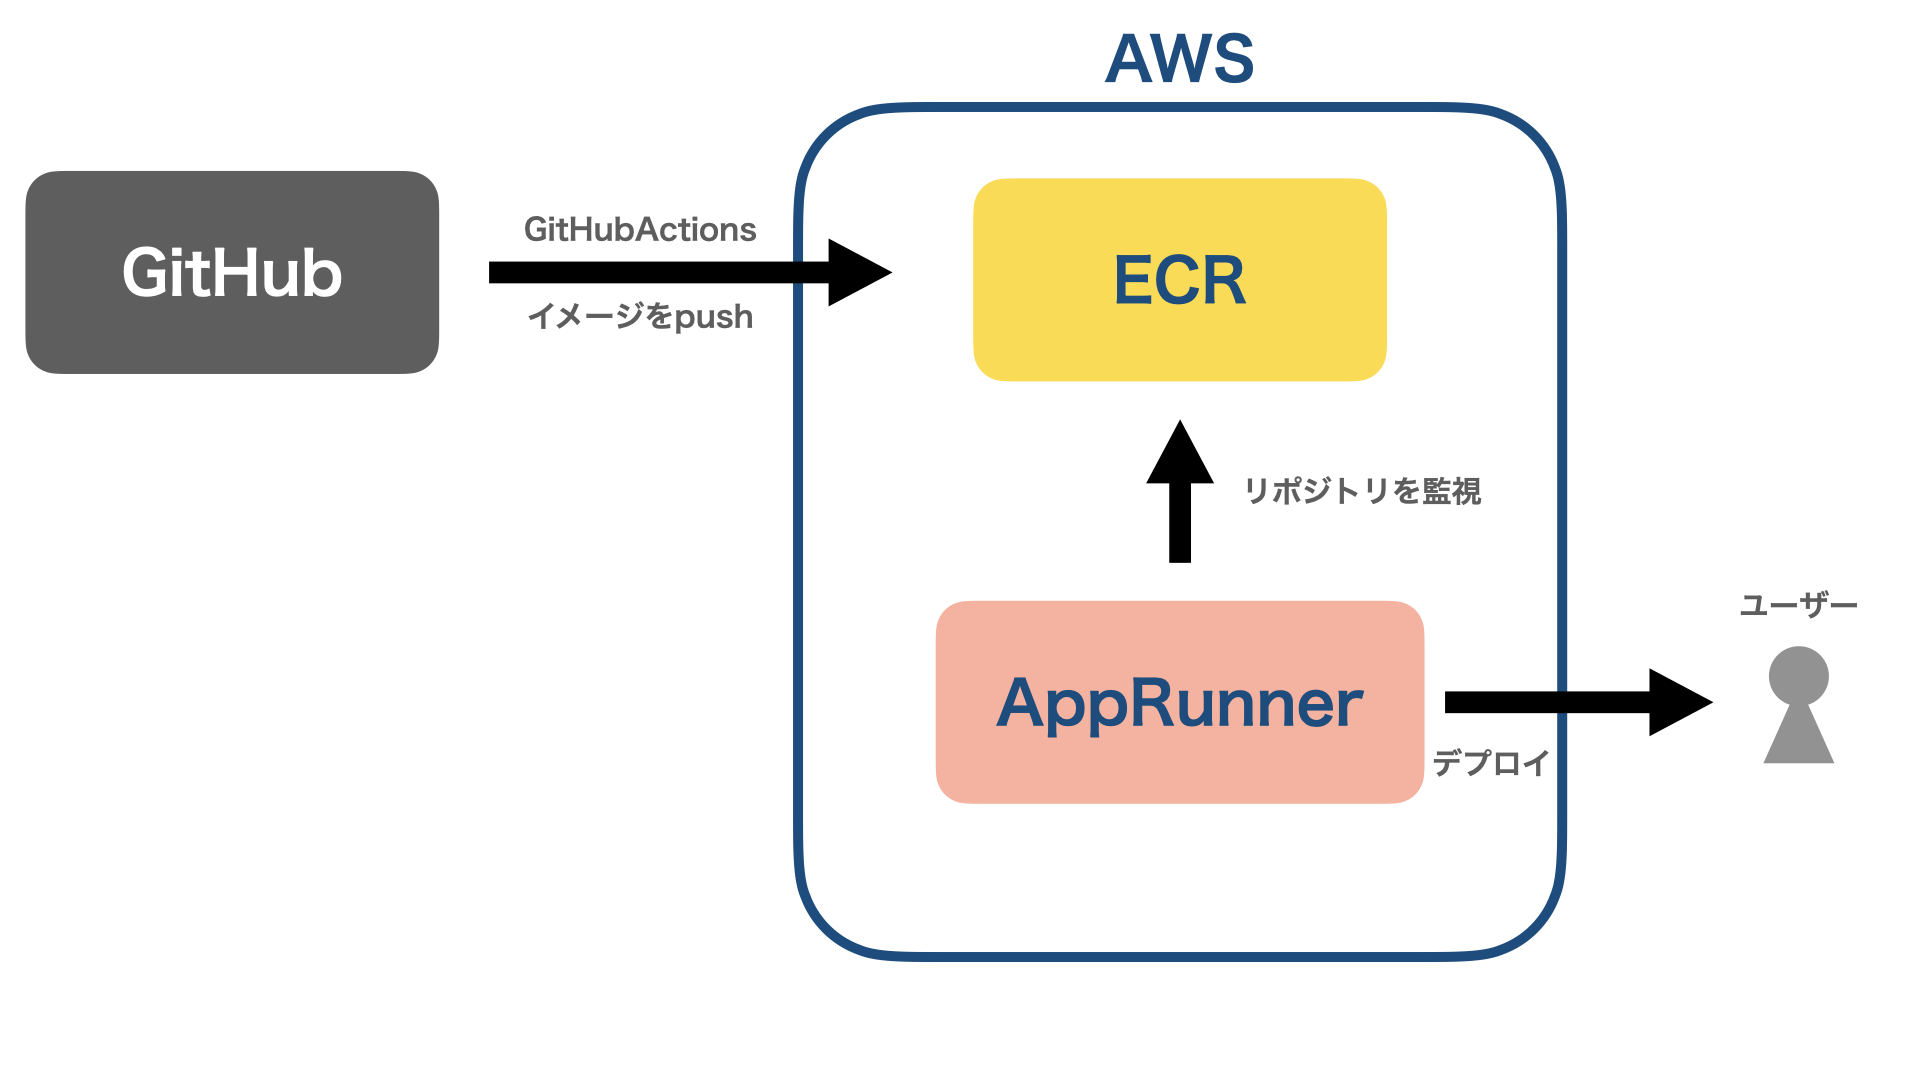 AWS
GitHub
GitHubActions
イメージをpush
ECR
リポジトリを監視
AppRunner
デプロイ
ユーザー